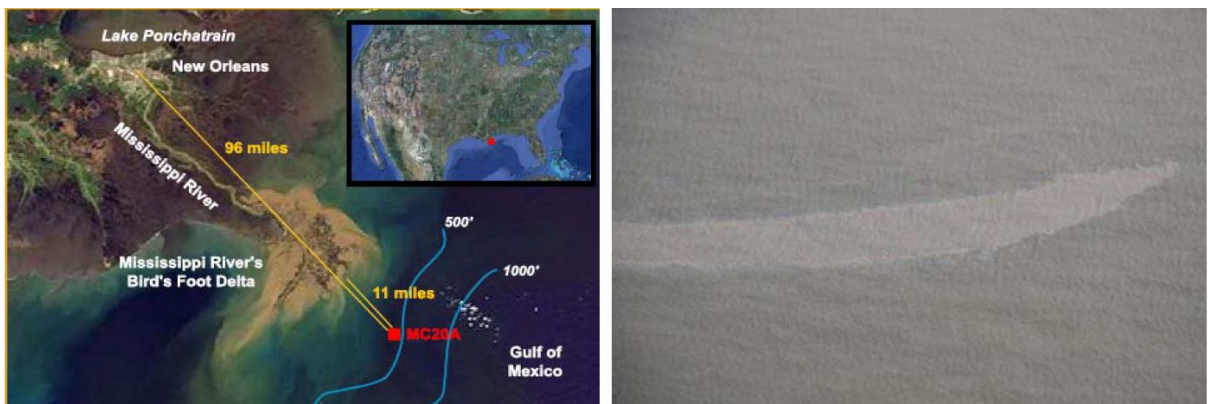 Lake Ponchatrain
New Orleans
Mississippi River
96 miles
500'
Mississippi River's
Bird's Foot Delta
1000'
11 miles
MC20A
Gulf of
Mexico